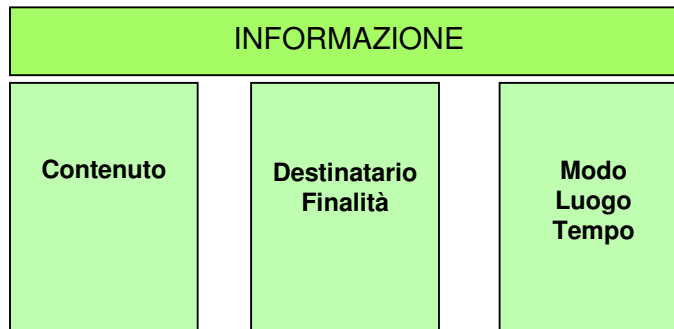 INFORMAZIONE
Contenuto
Destinatario
Finalità
Modo
Luogo
Tempo